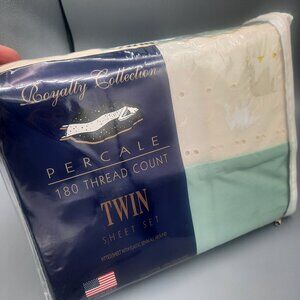 Royalty Collection
PERCALE
180 THREAD COUNT
TWIN
SHEET SET